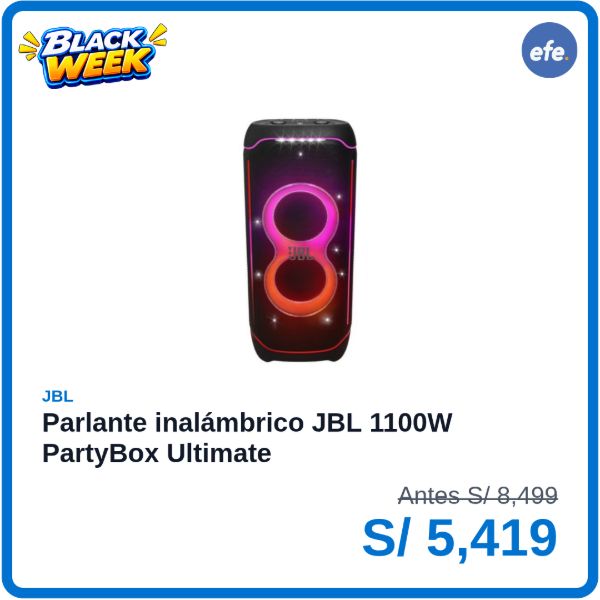 BLACK
WEEK
efe.
JBL
JBL
Parlante inalámbrico JBL 1100W
PartyBox Ultimate
Antes S/ 8,499
S/ 5,419